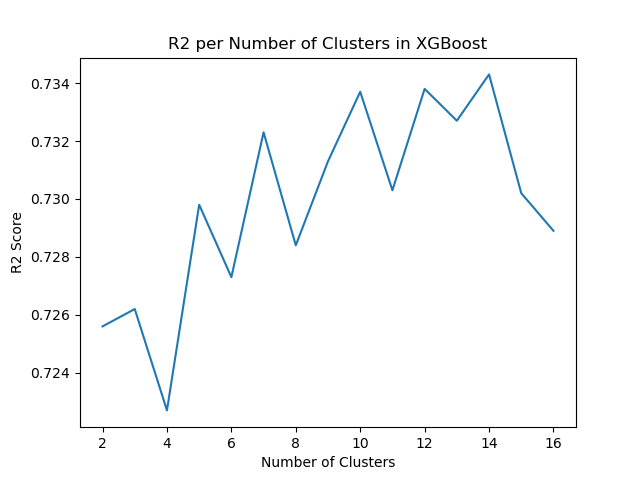 R2 per Number of Clusters in XGBoost
0.734
0.732
0.730
0.728
0.726
0.724
R2 Score
2 4 6 8 10 12 14 16
Number of Clusters